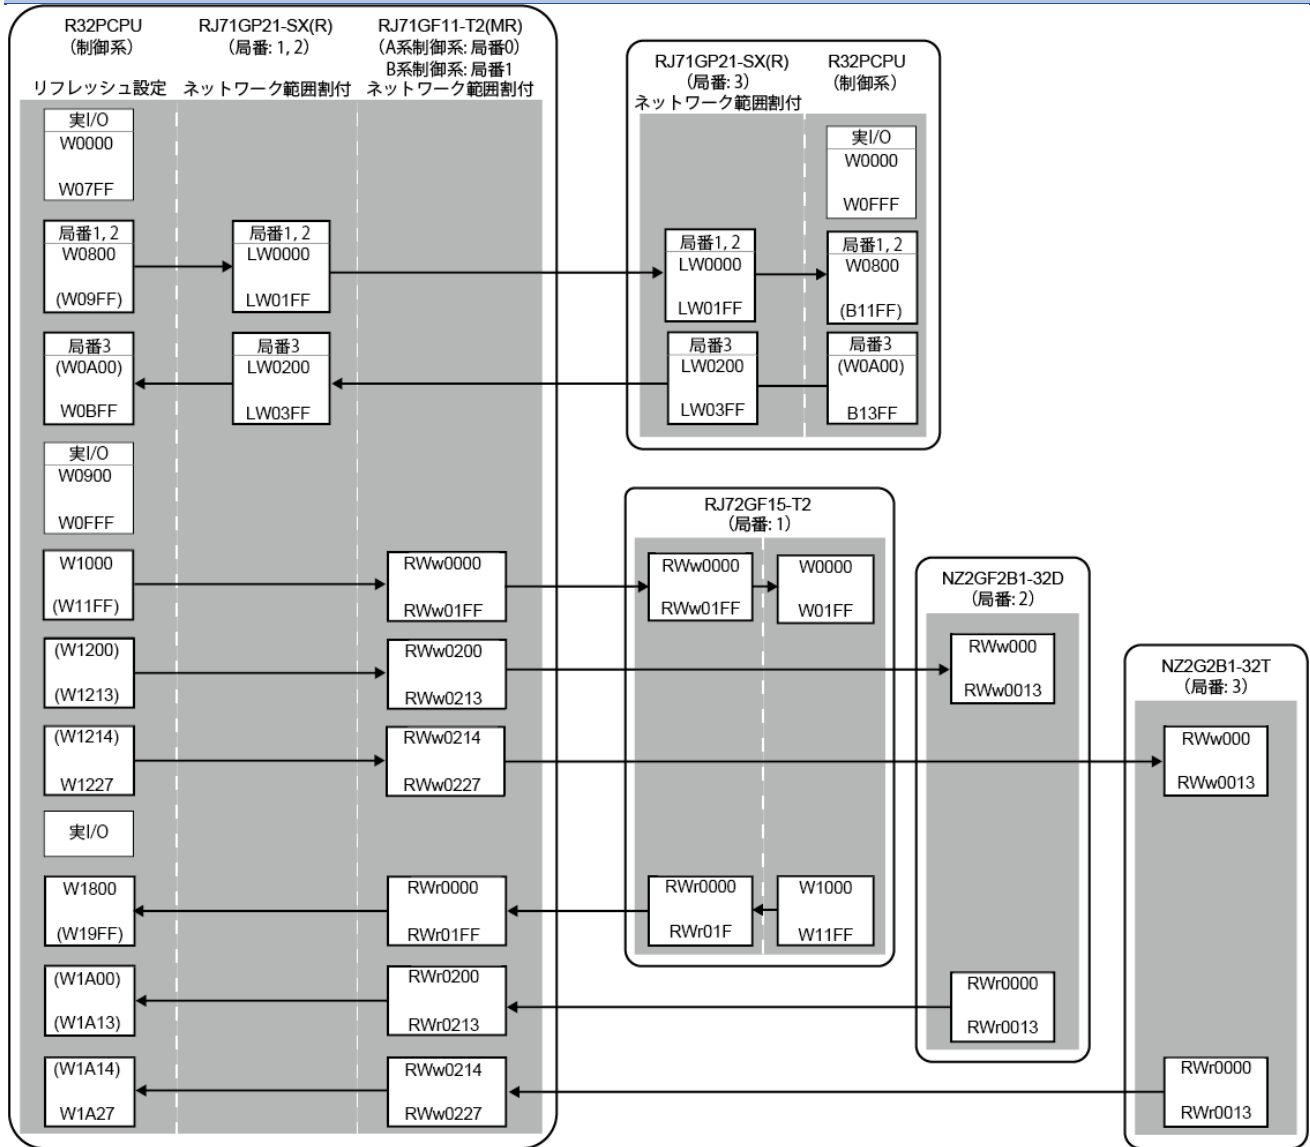 R32PCPU
（制御系）
リフレッシュ設定
RJ71GP21-SX(R)
（局番: 1, 2）
ネットワーク範囲割付
RJ71GF11-T2(MR)
（A系制御系: 局番0）
B系制御系: 局番1
ネットワーク範囲割付
実I/O
W0000
W07FF
局番1, 2
W0800
(W09FF)
局番1, 2
LW0000
LW01FF
局番3
(W0A00)
W0BFF
局番3
LW0200
LW03FF
実I/O
W0900
W0FFF
W1000
(W11FF)
RWw0000
RWw01FF
(W1200)
(W1213)
RWw0200
RWw0213
(W1214)
W1227
RWw0214
RWw0227
実I/O
W1800
(W19FF)
RWr0000
RWr01FF
(W1A00)
(W1A13)
RWr0200
RWr0213
(W1A14)
W1A27
RWw0214
RWw0227
RJ71GP21-SX(R)
（局番: 3）
ネットワーク範囲割付
R32PCPU
（制御系）
実I/O
W0000
W0FFF
局番1, 2
LW0000
LW01FF
局番1, 2
W0800
(B11FF)
局番3
LW0200
LW03FF
局番3
(W0A00)
B13FF
RJ72GF15-T2
（局番: 1）
RWw0000
RWw01FF
W0000
W01FF
RWr0000
RWr01F
W1000
W11FF
NZ2GF2B1-32D
（局番: 2）
RWw000
RWw0013
RWr0000
RWr0013
NZ2G2B1-32T
（局番: 3）
RWw000
RWw0013
RWr0000
RWr0013